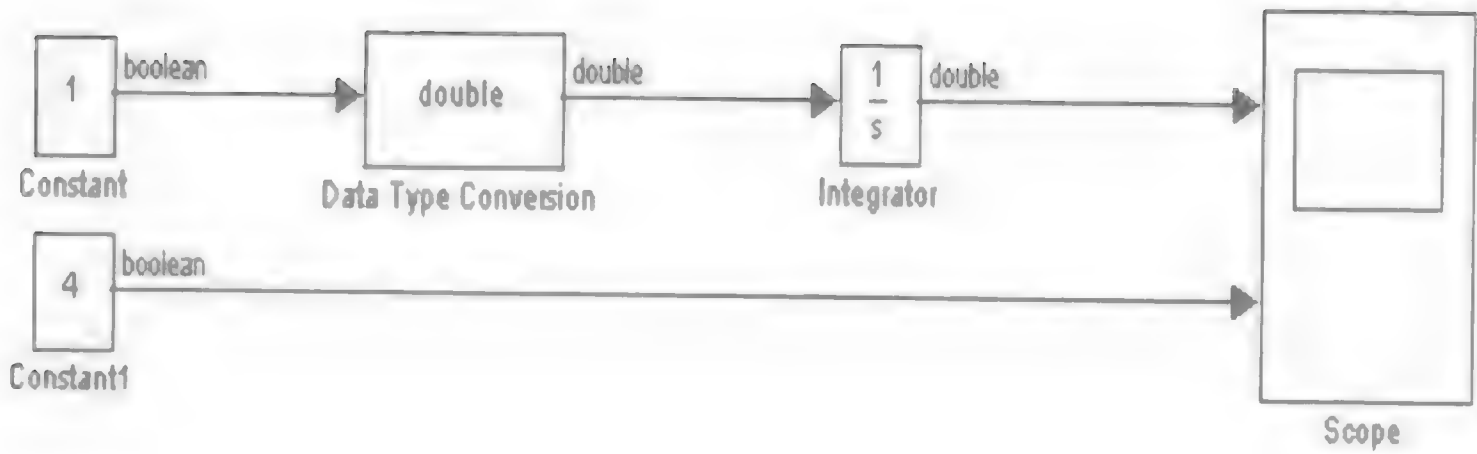 1
boolean
double
double
1
s
double
Constant
Data Type Conversion
Integrator
4
boolean
Constant1
Scope